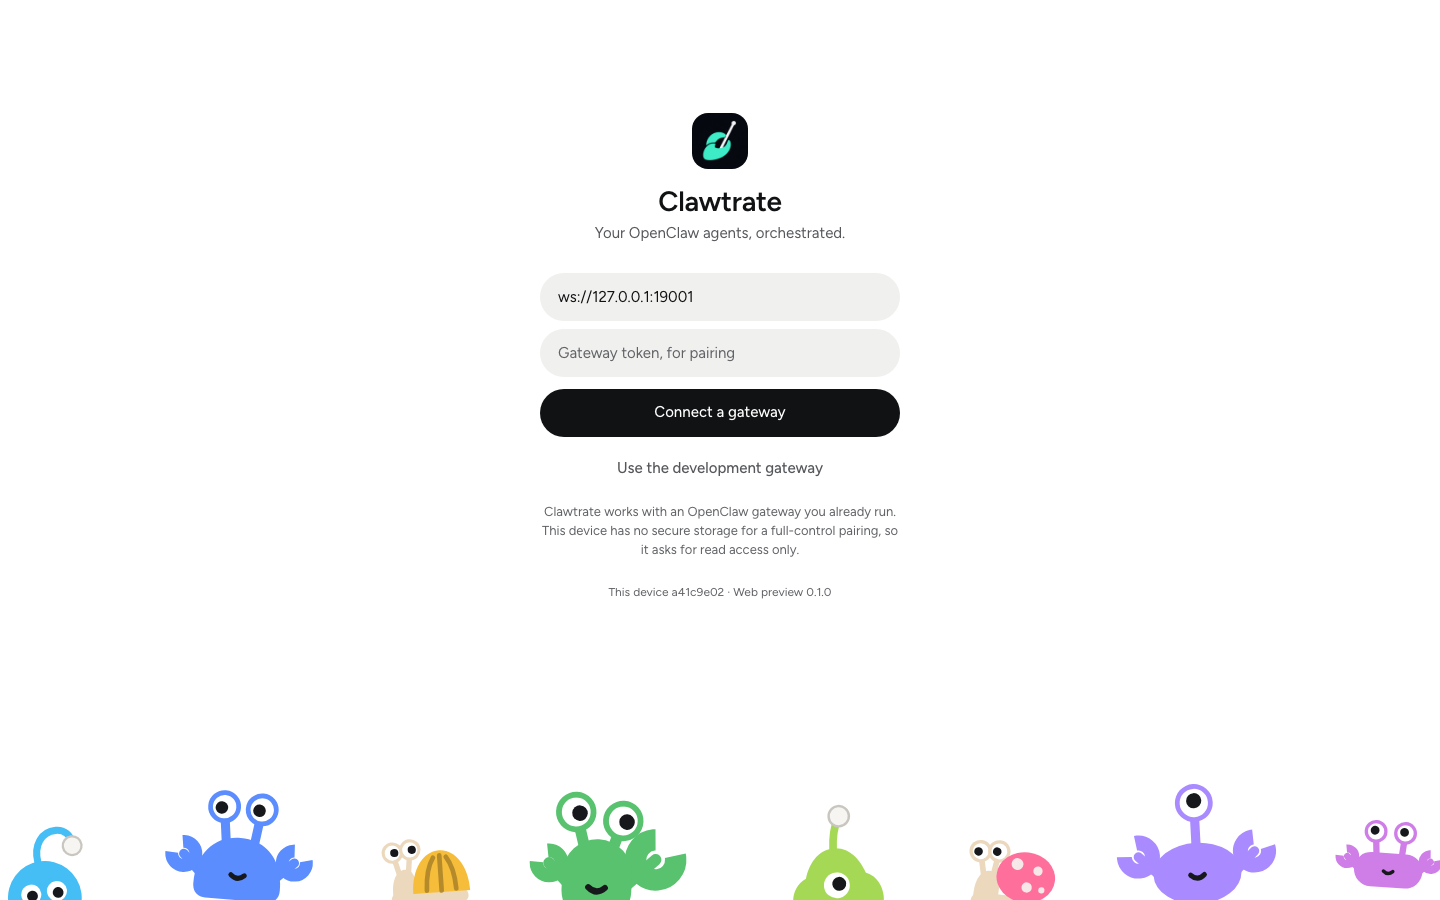 Clawtrate
Your OpenClaw agents, orchestrated.
ws://127.0.0.1:19001
Gateway token, for pairing
Connect a gateway
Use the development gateway
Clawtrate works with an OpenClaw gateway you already run.
This device has no secure storage for a full-control pairing, so
it asks for read access only.
This device a41c9e02 · Web preview 0.1.0